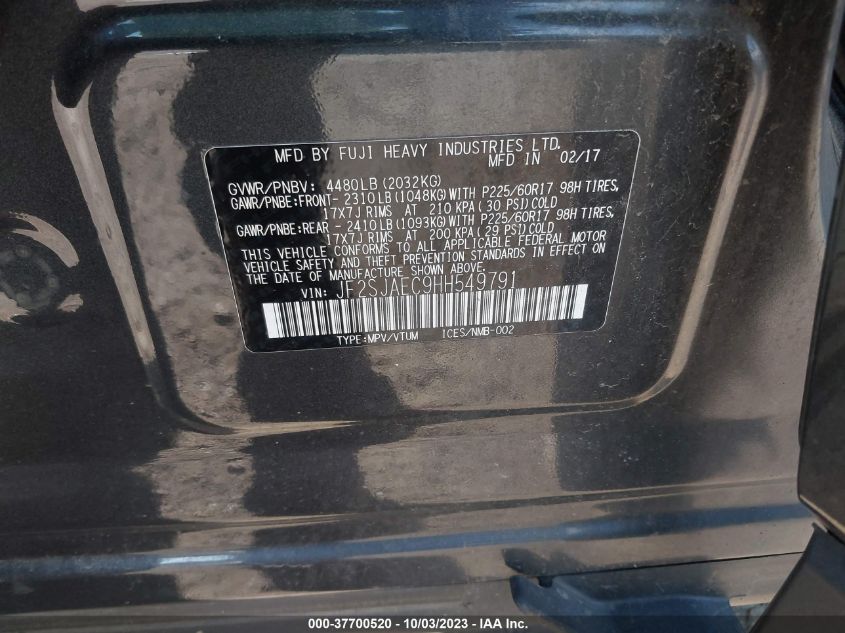 MFD BY FUJI HEAVY INDUSTRIES LTD.
MFD IN 02/17
GVWR/PNBV: 4480LB (2032KG)
GAWR/PNBE:FRONT- 2310LB (1048KG)WITH P225/60R17 98H TIRES,
17X7J RIMS AT 210 KPA ( 30 PSI)COLD
GAWR/PNBE:REAR - 2410LB (1093KG)WITH P225/60R17 98H TIRES,
17X7J RIMS AT 200 KPA ( 29 PSI)COLD
THIS VEHICLE CONFORMS TO ALL APPLICABLE FEDERAL MOTOR
VEHICLE SAFETY AND THEFT PREVENTION STANDARDS IN EFFECT
ON THE DATE OF MANUFACTURE SHOWN ABOVE.
VIN: JF2SJAEC9HH549791
TYPE:MPV/VTUM ICES/NMB-002
000-37700520 - 10/03/2023 - IAA Inc.